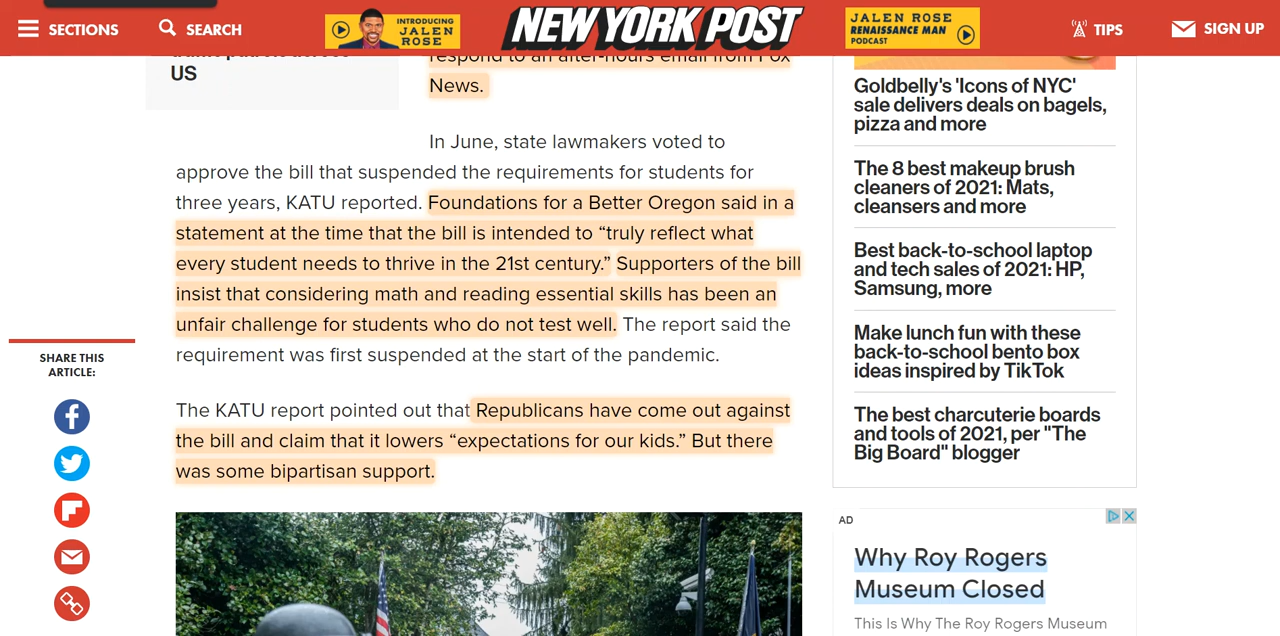 SECTIONS
SEARCH
INTRODUCING
JALEN
ROSE
NEW YORK POST
JALEN ROSE
RENAISSANCE MAN
PODCAST
TIPS
SIGN UP
US
respond to an after-hours email from Fox
News.
In June, state lawmakers voted to
approve the bill that suspended the requirements for students for
three years, KATU reported. Foundations for a Better Oregon said in a
statement at the time that the bill is intended to “truly reflect what
every student needs to thrive in the 21st century.” Supporters of the bill
insist that considering math and reading essential skills has been an
unfair challenge for students who do not test well. The report said the
requirement was first suspended at the start of the pandemic.
The KATU report pointed out that Republicans have come out against
the bill and claim that it lowers “expectations for our kids.” But there
was some bipartisan support.
SHARE THIS
ARTICLE:
Goldbelly's 'Icons of NYC'
sale delivers deals on bagels,
pizza and more
The 8 best makeup brush
cleaners of 2021: Mats,
cleansers and more
Best back-to-school laptop
and tech sales of 2021: HP,
Samsung, more
Make lunch fun with these
back-to-school bento box
ideas inspired by TikTok
The best charcuterie boards
and tools of 2021, per "The
Big Board" blogger
AD
Why Roy Rogers
Museum Closed
This Is Why The Roy Rogers Museum